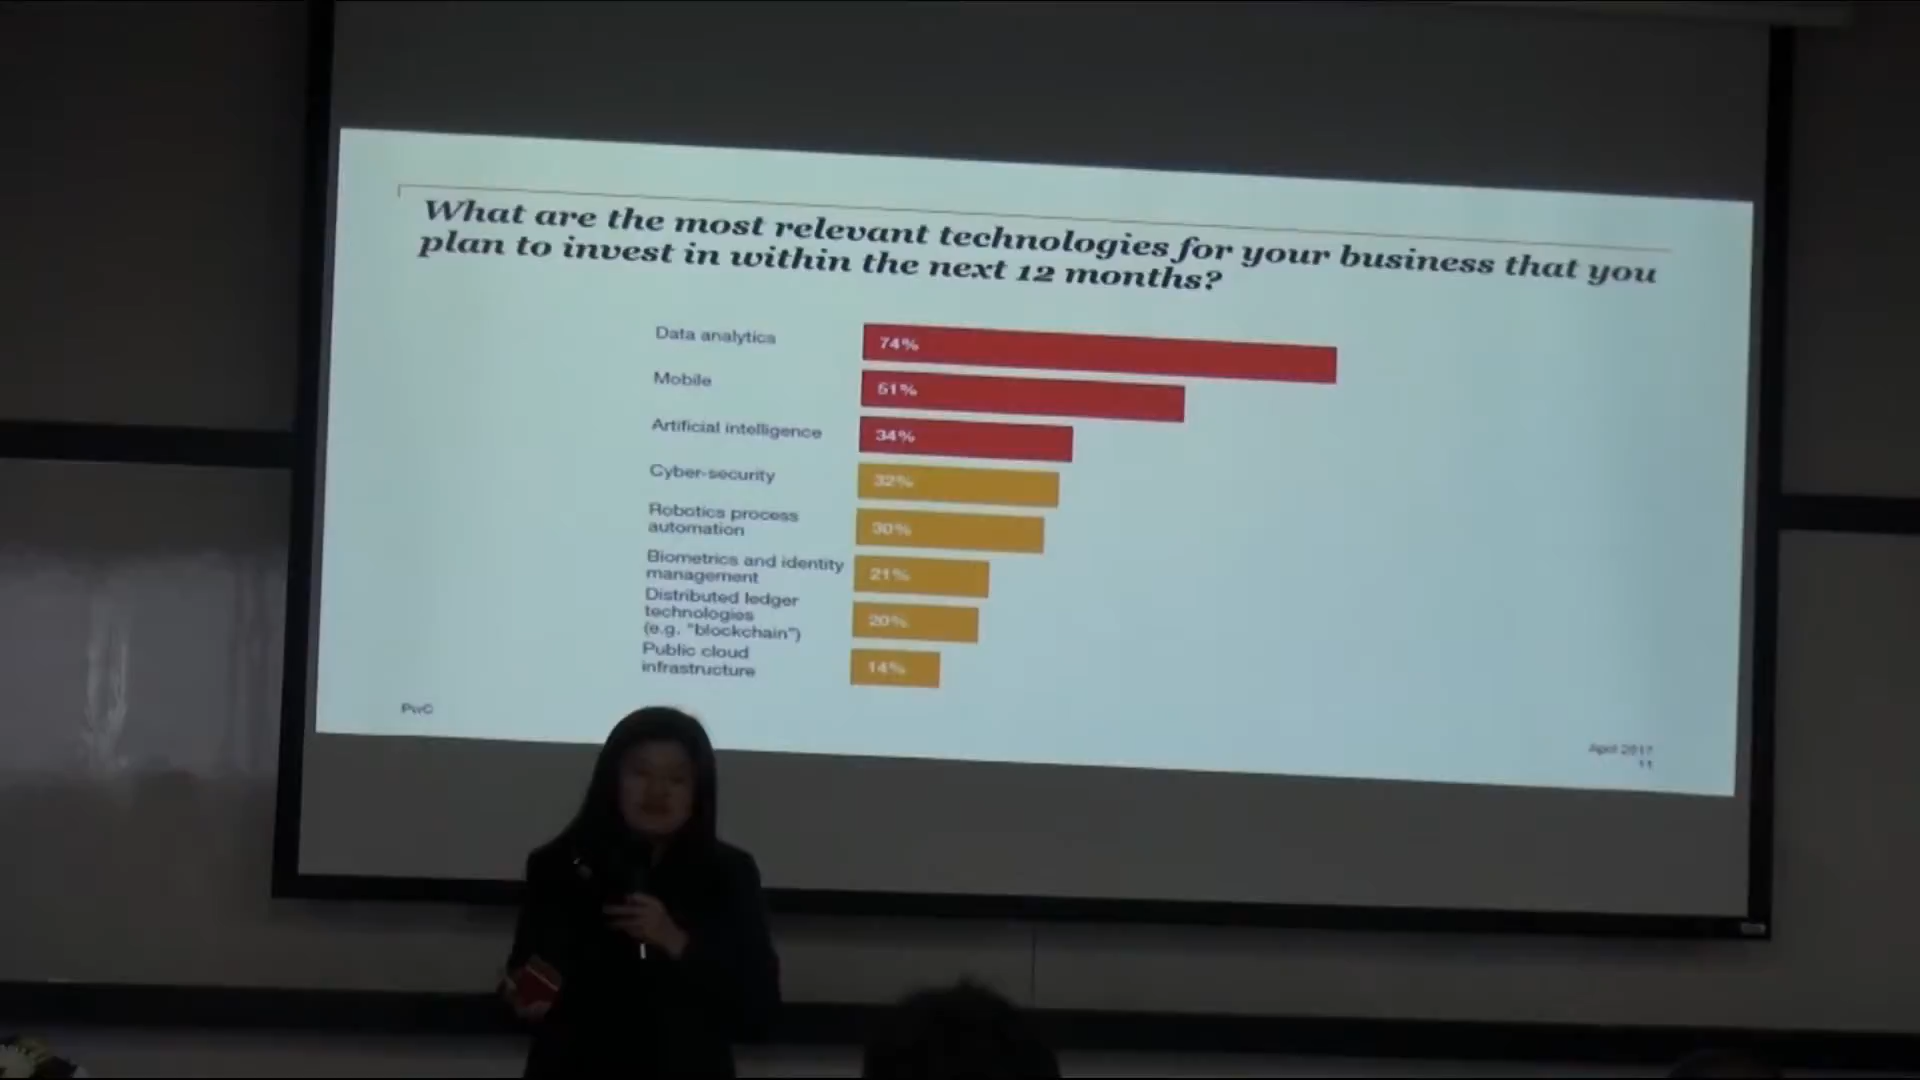 What are the most relevant technologies for your business that you
plan to invest in within the next 12 months?
Data analytics
74%
Mobile
51%
Artificial intelligence
34%
Cyber-security
32%
Robotics process
automation
30%
Biometrics and identity
management
21%
Distributed ledger
technologies
(e.g. "blockchain")
20%
Public cloud
infrastructure
14%
PwC
April 2017
11